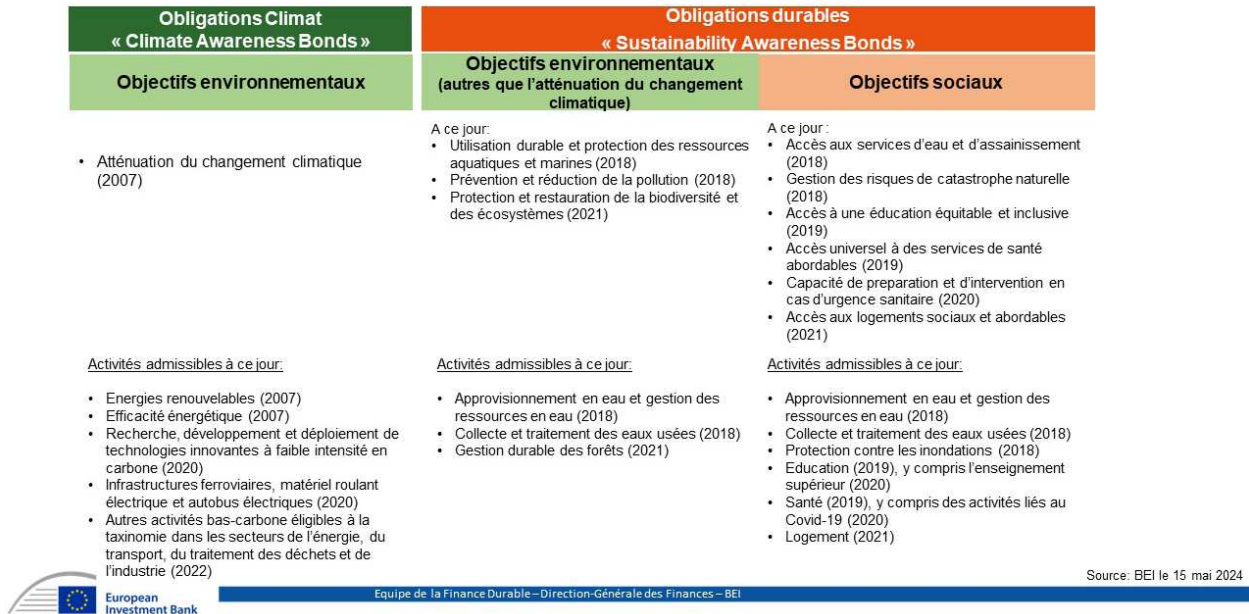 Obligations Climat
« Climate Awareness Bonds »
Obligations durables
« Sustainability Awareness Bonds »
Objectifs environnementaux
Objectifs environnementaux
(autres que l'atténuation du changement
climatique)
Objectifs sociaux
• Atténuation du changement climatique
(2007)
A ce jour:
• Utilisation durable et protection des ressources
aquatiques et marines (2018)
• Prévention et réduction de la pollution (2018)
• Protection et restauration de la biodiversité et
des écosystèmes (2021)
A ce jour :
• Accès aux services d'eau et d'assainissement
(2018)
• Gestion des risques de catastrophe naturelle
(2018)
• Accès à une éducation équitable et inclusive
(2019)
• Accès universel à des services de santé
abordables (2019)
• Capacité de preparation et d'intervention en
cas d'urgence sanitaire (2020)
• Accès aux logements sociaux et abordables
(2021)
Activités admissibles à ce jour:
• Energies renouvelables (2007)
• Efficacité énergétique (2007)
• Recherche, développement et déploiement de
technologies innovantes à faible intensité en
carbone (2020)
• Infrastructures ferroviaires, matériel roulant
électrique et autobus électriques (2020)
• Autres activités bas-carbone éligibles à la
taxinomie dans les secteurs de l'énergie, du
transport, du traitement des déchets et de
l'industrie (2022)
Activités admissibles à ce jour:
• Approvisionnement en eau et gestion des
ressources en eau (2018)
• Collecte et traitement des eaux usées (2018)
• Gestion durable des forêts (2021)
Activités admissibles à ce jour:
• Approvisionnement en eau et gestion des
ressources en eau (2018)
• Collecte et traitement des eaux usées (2018)
• Protection contre les inondations (2018)
• Education (2019), y compris l'enseignement
supérieur (2020)
• Santé (2019), y compris des activités liés au
Covid-19 (2020)
• Logement (2021)
Source: BEI le 15 mai 2024
European
Investment Bank
Equipe de la Finance Durable – Direction-Générale des Finances – BEI